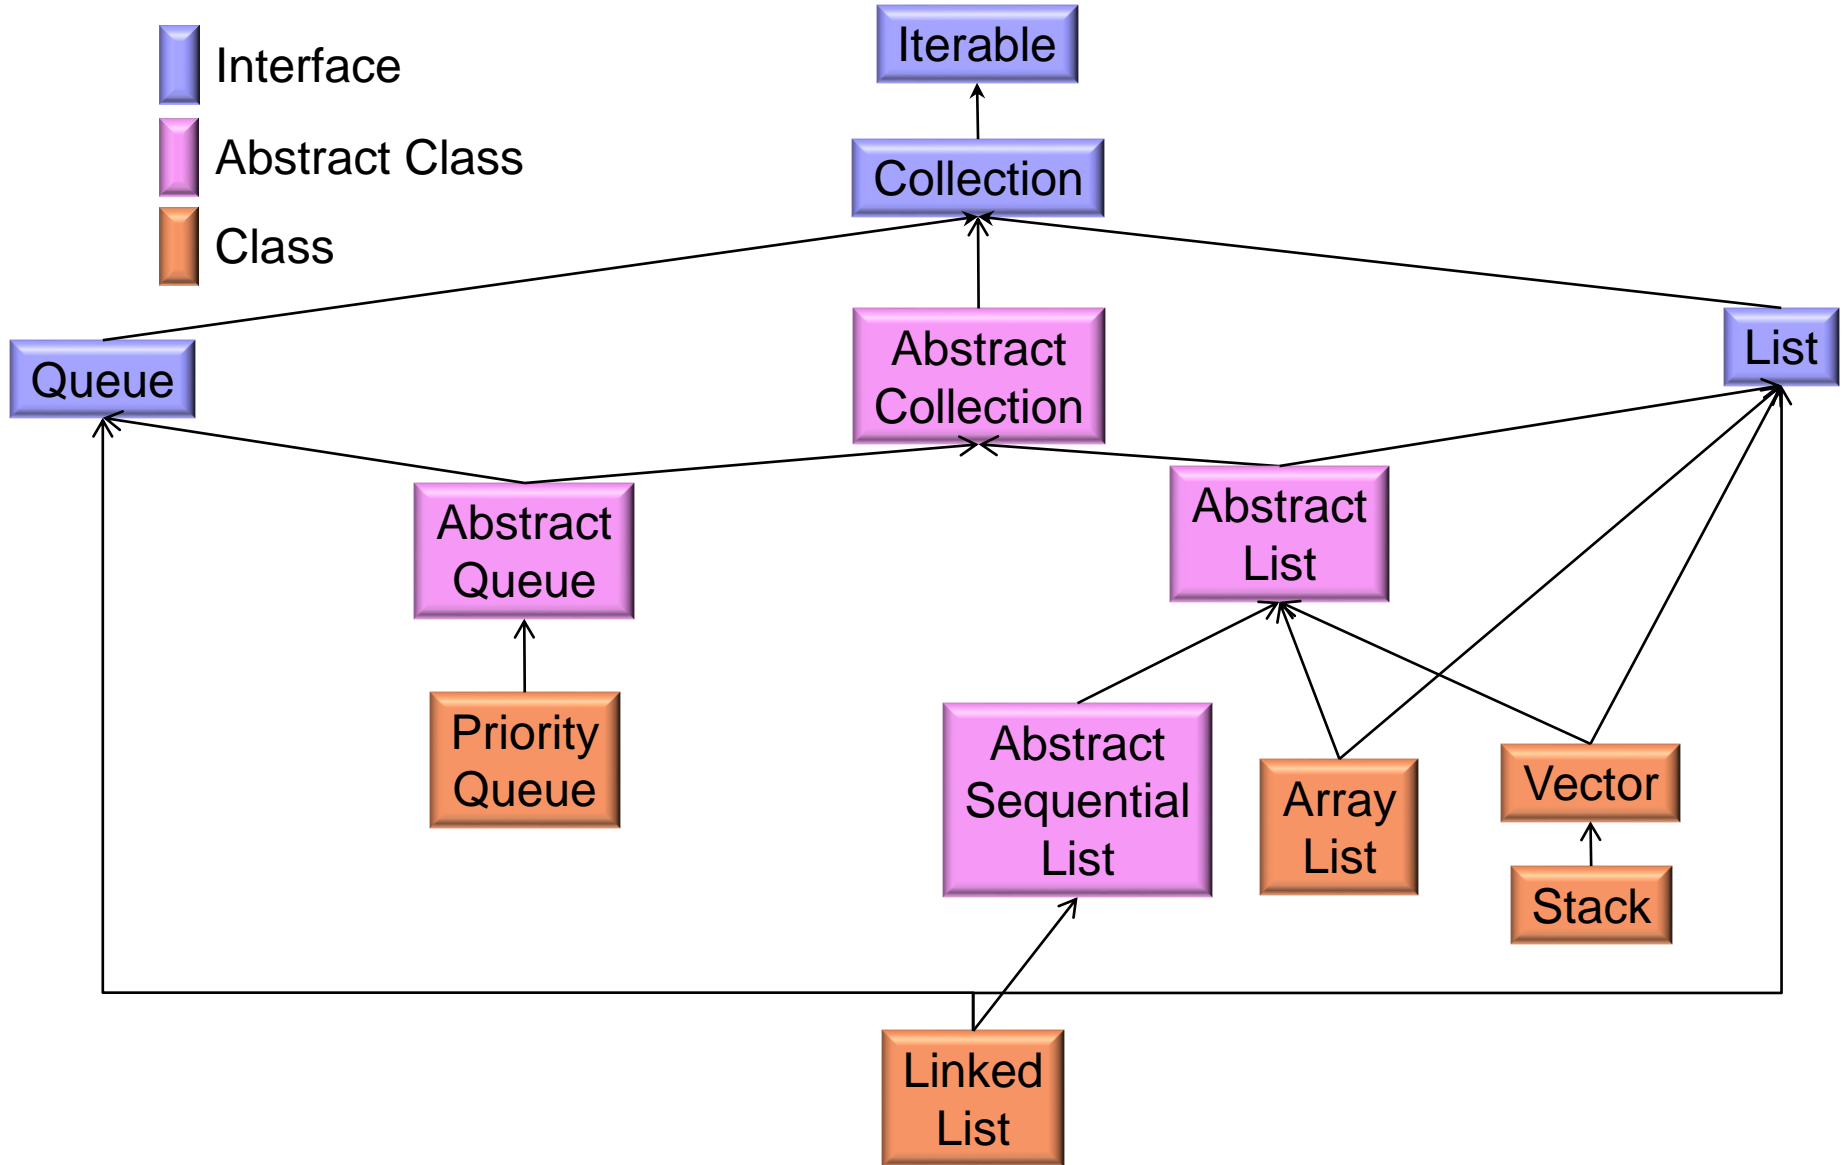 Interface
Abstract Class
Class
Iterable
Collection
Queue
Abstract
Collection
List
Abstract
Queue
Abstract
List
Priority
Queue
Abstract
Sequential
List
Array
List
Vector
Stack
Linked
List